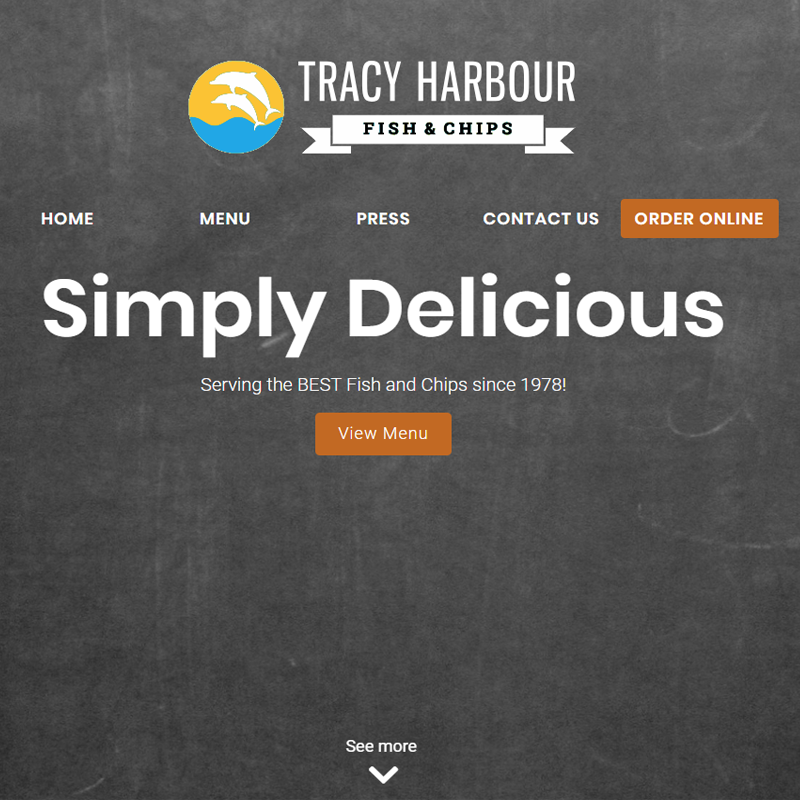 TRACY HARBOUR
FISH & CHIPS
HOME MENU PRESS CONTACT US ORDER ONLINE
Simply Delicious
Serving the BEST Fish and Chips since 1978!
View Menu
See more